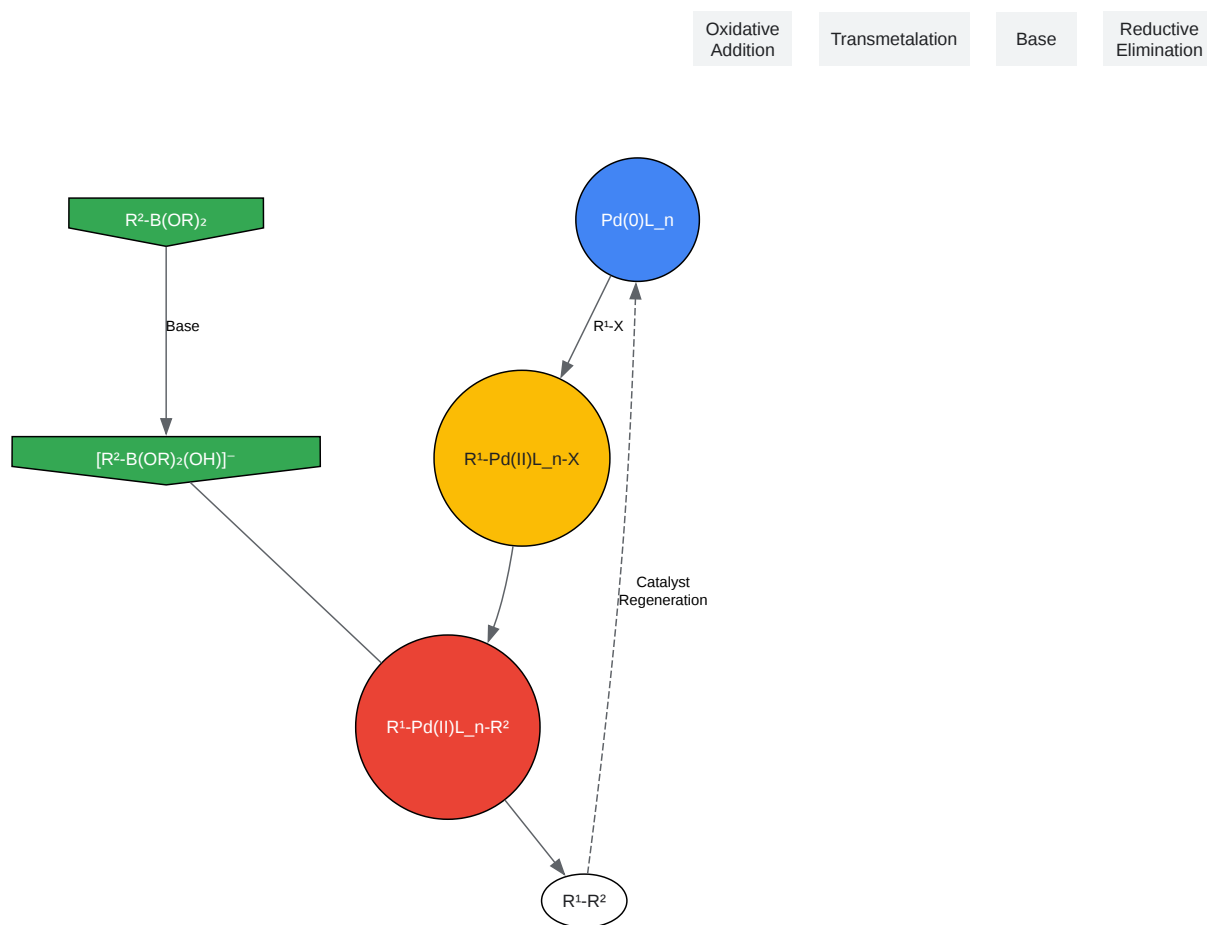 Oxidative
Addition
Transmetalation
Base
Reductive
Elimination
R²-B(OR)₂
Pd(0)L_n
Base
R¹-X
[R²-B(OR)₂(OH)]⁻
R¹-Pd(II)L_n-X
Catalyst
Regeneration
R¹-Pd(II)L_n-R²
R¹-R²